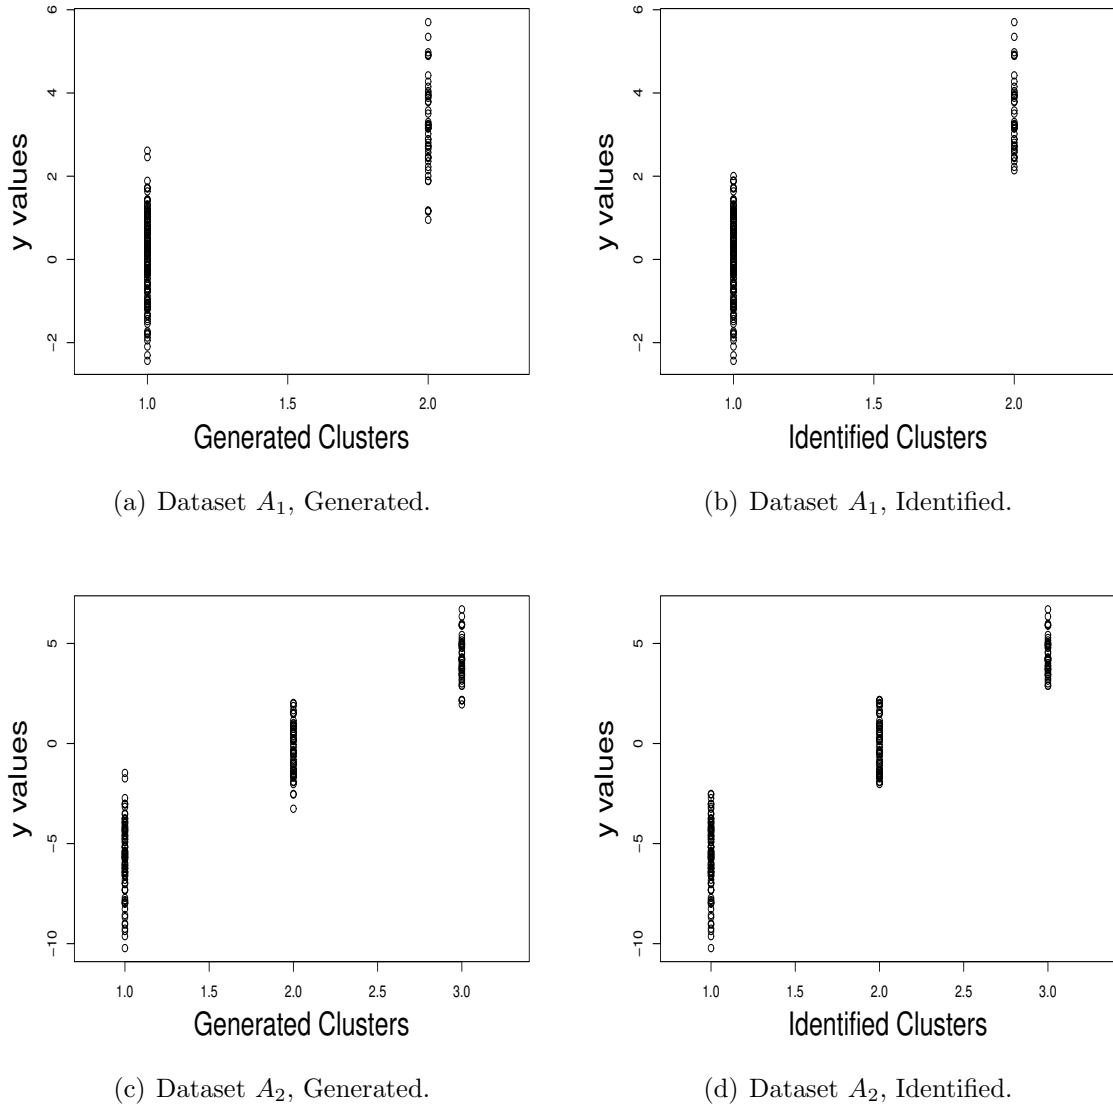 6
4
2
0
−2
y values
1.0 1.5 2.0
Generated Clusters
(a) Dataset A₁, Generated.
6
4
2
0
−2
y values
1.0 1.5 2.0
Identified Clusters
(b) Dataset A₁, Identified.
5
0
−5
−10
y values
1.0 1.5 2.0 2.5 3.0
Generated Clusters
(c) Dataset A₂, Generated.
5
0
−5
−10
y values
1.0 1.5 2.0 2.5 3.0
Identified Clusters
(d) Dataset A₂, Identified.